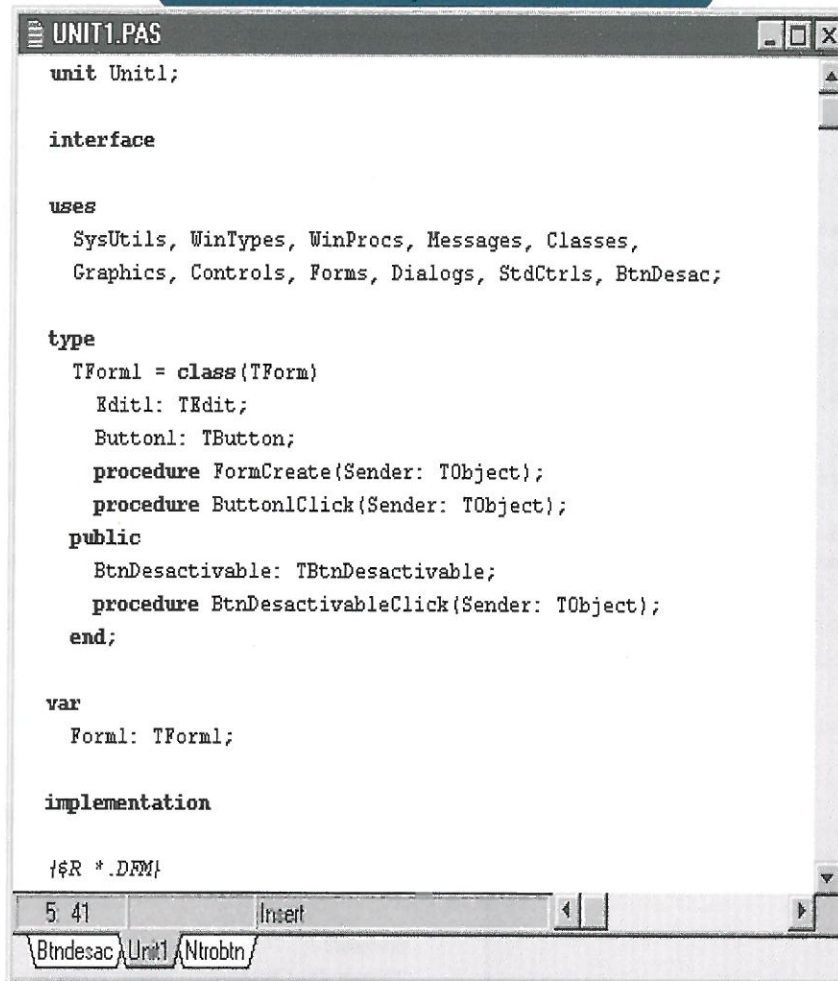 UNIT1.PAS
unit Unit1;
interface
uses
SysUtils, WinTypes, WinProcs, Messages, Classes,
Graphics, Controls, Forms, Dialogs, StdCtrls, BtnDesac;
type
TForm1 = class(TForm)
Edit1: TEdit;
Button1: TButton;
procedure FormCreate(Sender: TObject);
procedure Button1Click(Sender: TObject);
public
BtnDesactivable: TBtnDesactivable;
procedure BtnDesactivableClick(Sender: TObject);
end;
var
Form1: TForm1;
implementation
{$R *.DFM}
5: 41 Insert
Btndesac Unit1 Ntrobtn